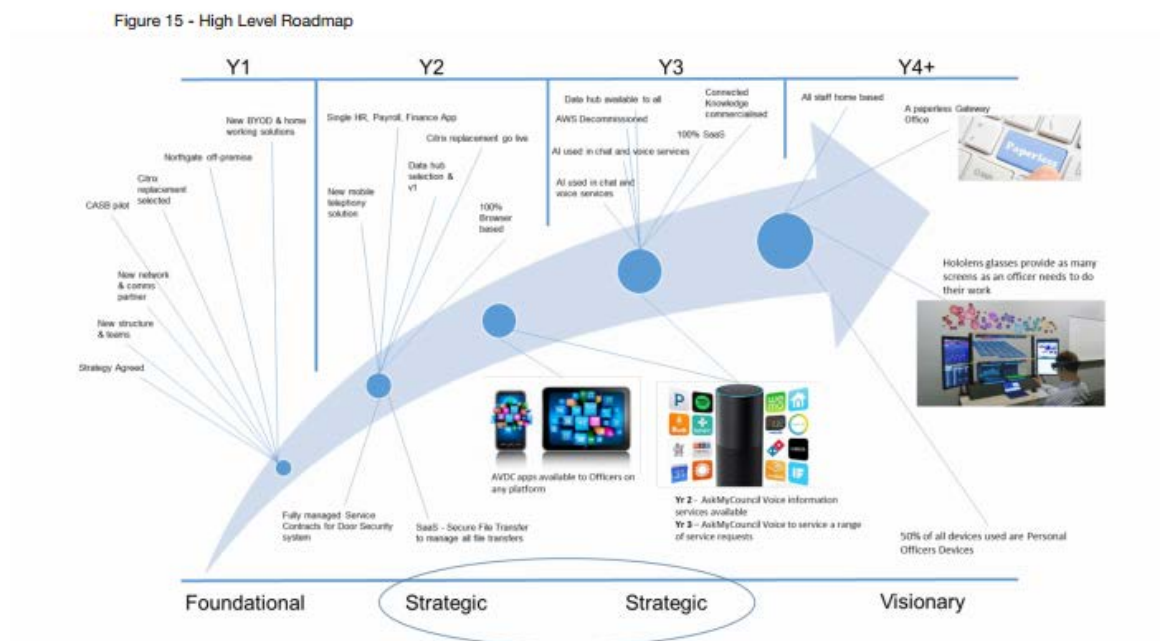 Figure 15 - High Level Roadmap
Y1
Y2
Y3
Y4+
New BYOD & home
working solutions
Northgate off-premise
Citrix
replacement
selected
CASB pilot
New network
& comms
partner
New structure
& teams
Strategy Agreed
Single HR, Payroll, Finance App
Citrix replacement go live
Data hub
selection &
v1
New mobile
telephony
solution
100%
Browser
based
Data hub available to all
AWS Decommissioned
Connected
Knowledge
commercialised
100% SaaS
AI used in chat and voice services
AI used in chat and
voice services
All staff home based
A paperless Gateway
Office
Paperless
Hololens glasses provide as many
screens as an officer needs to do
their work
AVDC apps available to Officers on
any platform
Yr 2 - AskMyCouncil Voice information
services available
Yr 3 – AskMyCouncil Voice to service a range
of service requests
Fully managed Service
Contracts for Door Security
system
SaaS - Secure File Transfer
to manage all file transfers
50% of all devices used are Personal
Officers Devices
Foundational
Strategic
Strategic
Visionary